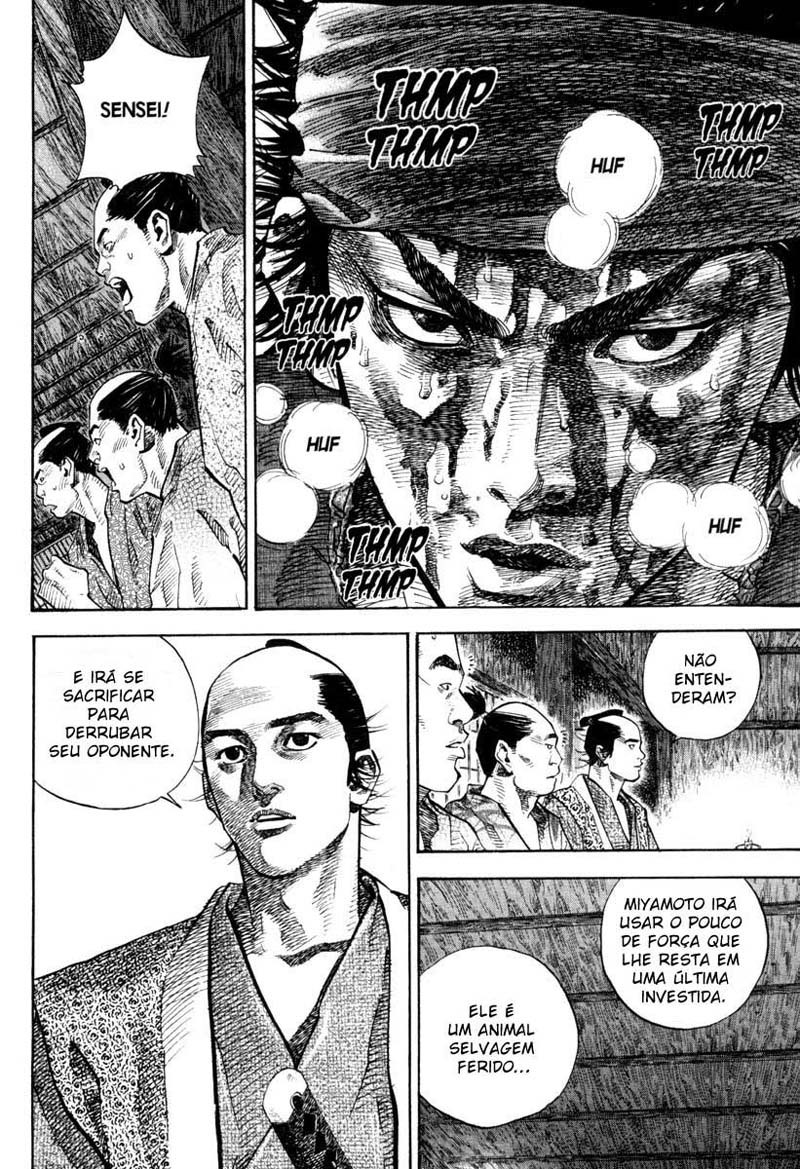 THMP
THMP
HUF
THMP
THMP
THMP
THMP
HUF
HUF
THMP
THMP
SENSEI!
NÃO
ENTEN-
DERAM?
MIYAMOTO IRÁ
USAR O POUCO
DE FORÇA QUE
LHE RESTA EM
UMA ÚLTIMA
INVESTIDA.
ELE É
UM ANIMAL
SELVAGEM
FERIDO...
E IRÁ SE
SACRIFICAR
PARA
DERRUBAR
SEU OPONENTE.